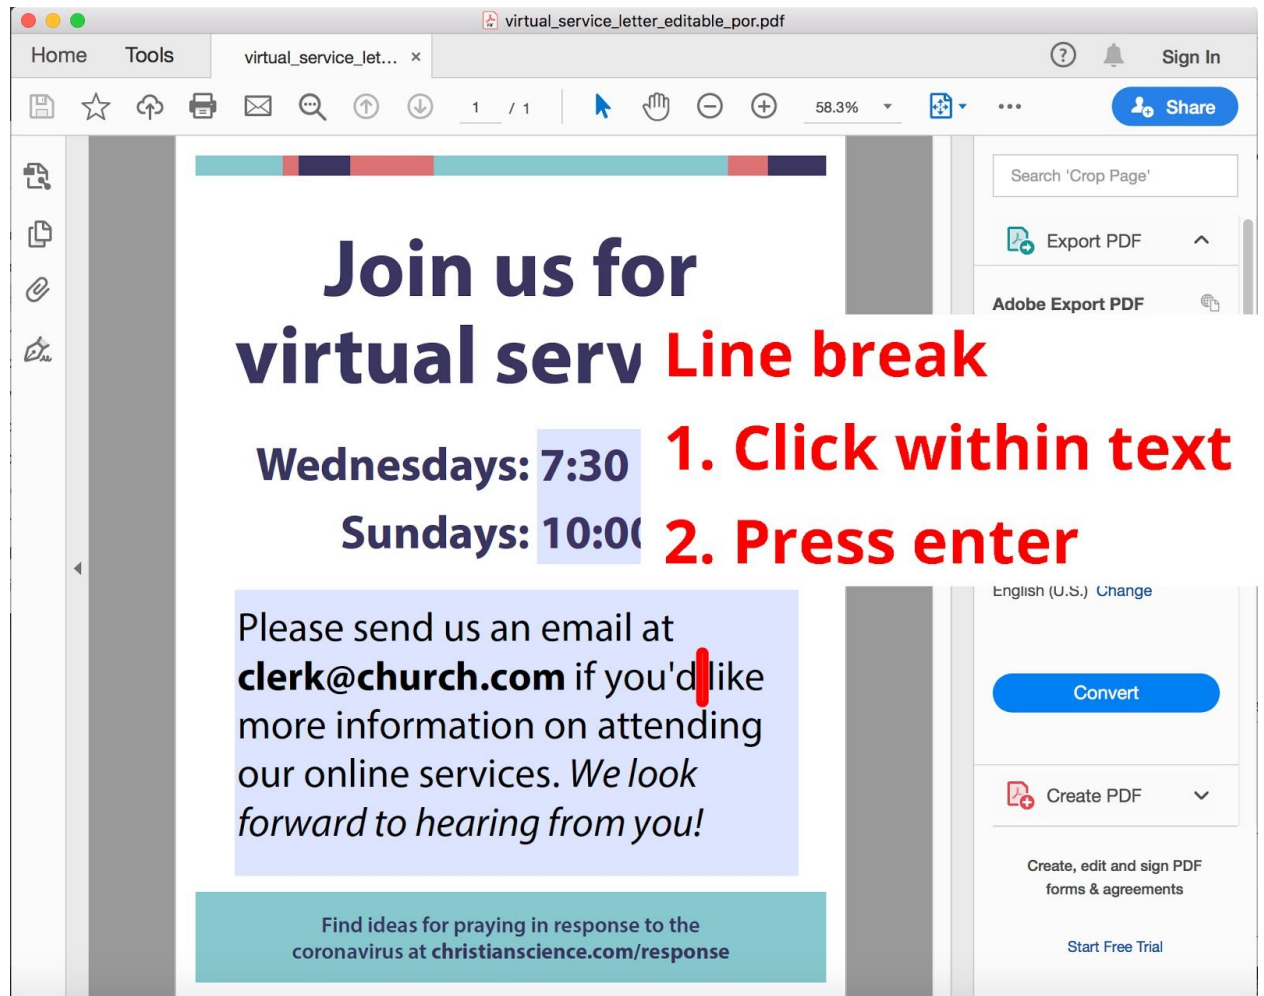 virtual_service_letter_editable_por.pdf
Home Tools virtual_service_let... × ? Sign In
1 / 1 58.3% Share
Search 'Crop Page'
Export PDF
Adobe Export PDF
Join us for
virtual serv
Wednesdays: 7:30
Sundays: 10:00
Line break
1. Click within text
2. Press enter
English (U.S.) Change
Please send us an email at
clerk@church.com if you'd like
more information on attending
our online services. We look
forward to hearing from you!
Convert
Create PDF
Create, edit and sign PDF
forms & agreements
Start Free Trial
Find ideas for praying in response to the
coronavirus at christianscience.com/response